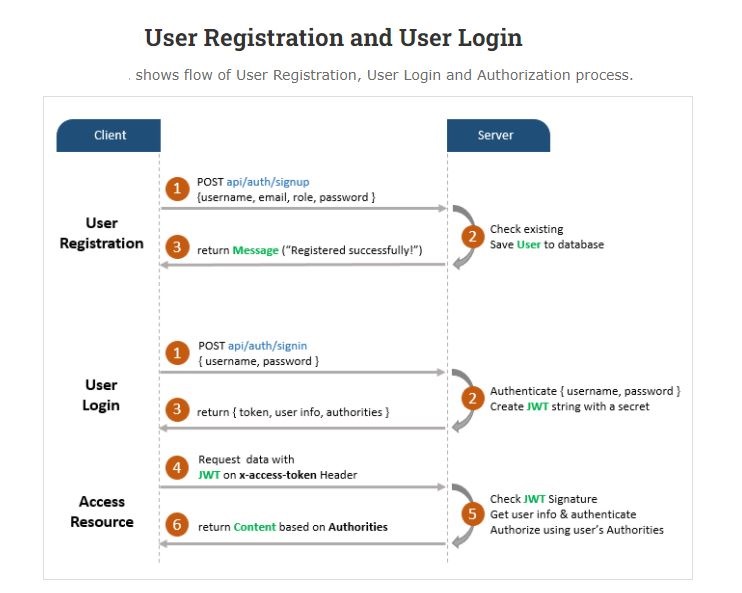 User Registration and User Login
. shows flow of User Registration, User Login and Authorization process.
Client
Server
User
Registration
1
POST api/auth/signup
{username, email, role, password }
2
Check existing
Save User to database
3
return Message (“Registered successfully!”)
User
Login
1
POST api/auth/signin
{ username, password }
2
Authenticate { username, password }
Create JWT string with a secret
3
return { token, user info, authorities }
Access
Resource
4
Request data with
JWT on x-access-token Header
5
Check JWT Signature
Get user info & authenticate
Authorize using user’s Authorities
6
return Content based on Authorities